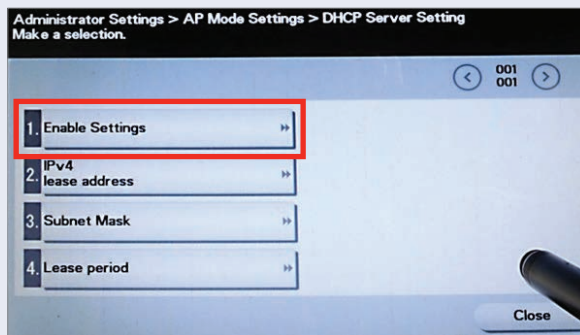 Administrator Settings > AP Mode Settings > DHCP Server Setting
Make a selection.
001
001
1. Enable Settings
2. IPv4
lease address
3. Subnet Mask
4. Lease period
Close